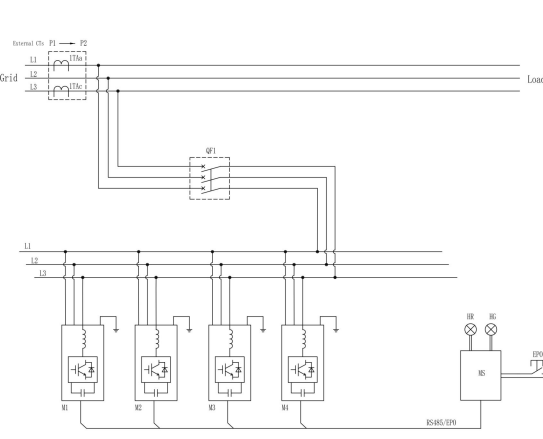 External CTs P1 P2
L1 1TAa
Grid L2 Load
L3 1TAc
QF1
L1
L2
L3
HR HG
EPO
MS
M1 M2 M3 M4
RS485/EPO